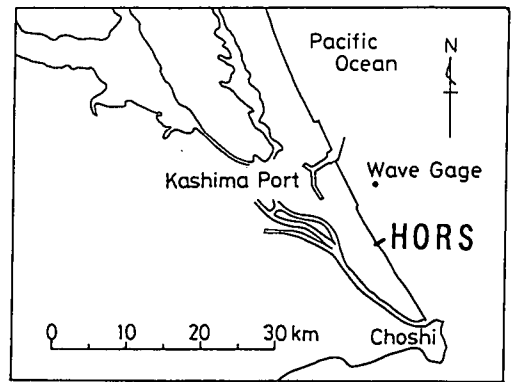 Pacific
Ocean
N
Wave Gage
Kashima Port
HORS
0 10 20 30 km
Choshi